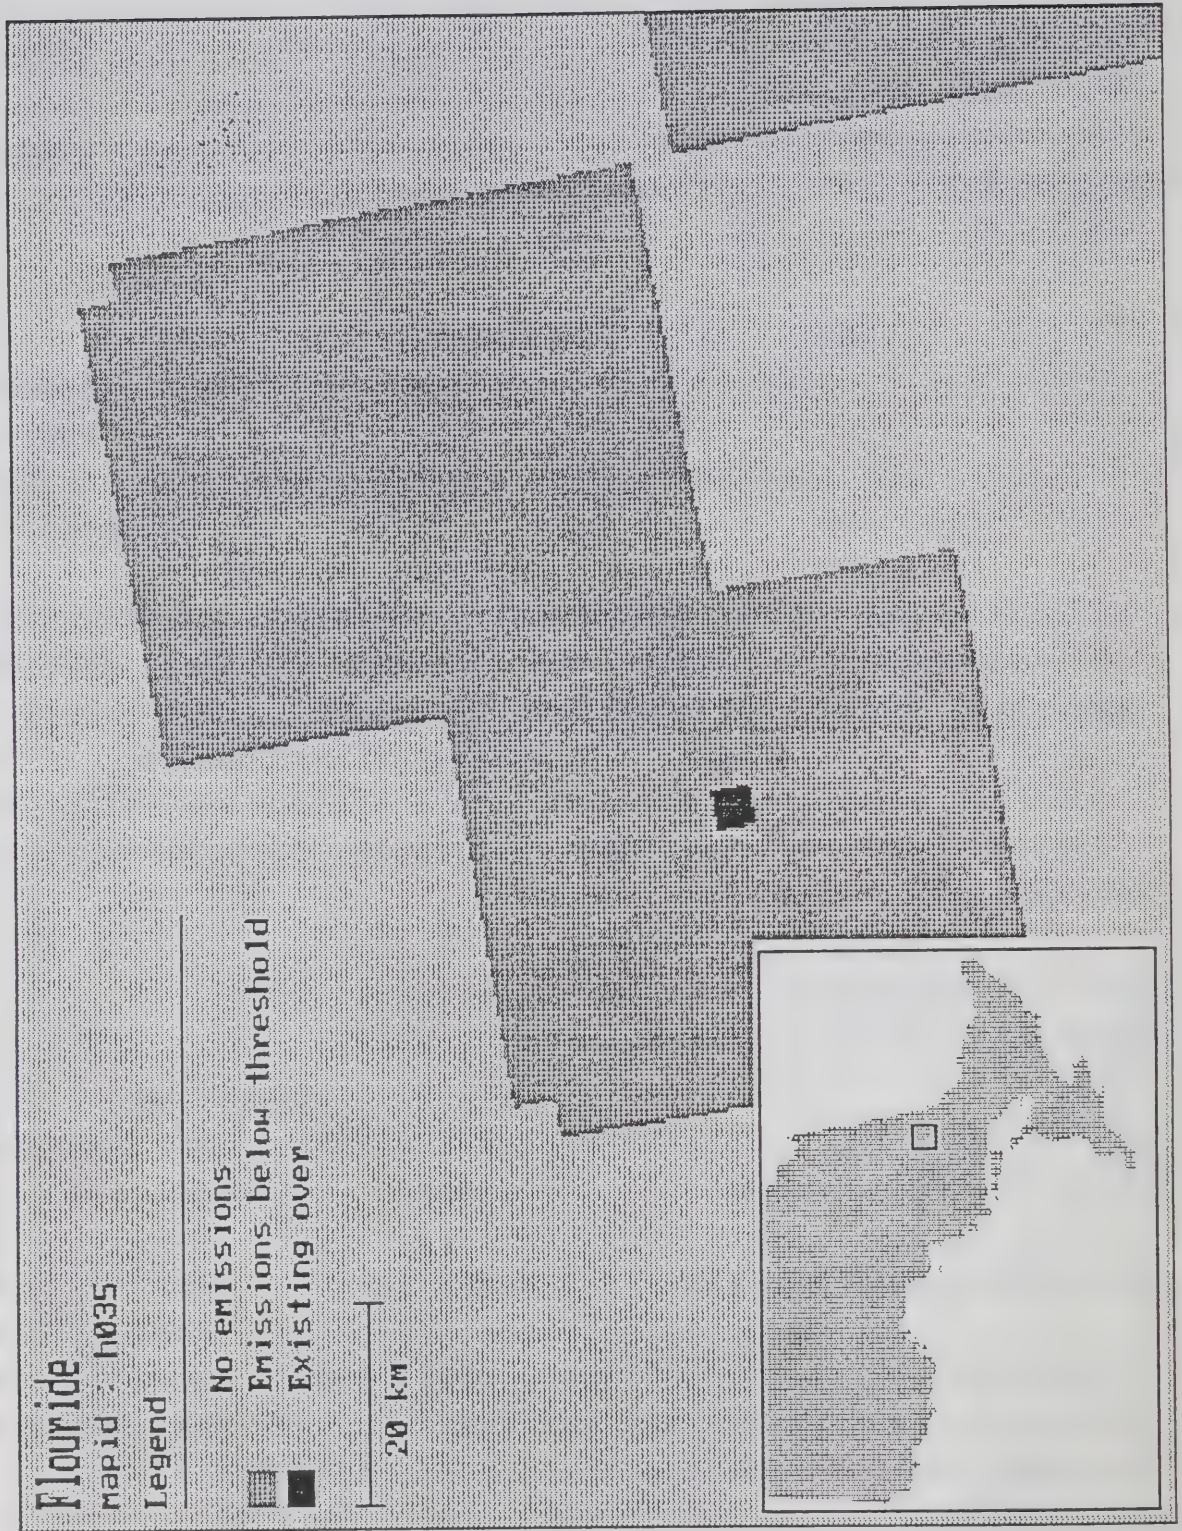 Flouride
mapid : h035
Legend
No emissions
Emissions below threshold
Existing over
20 km